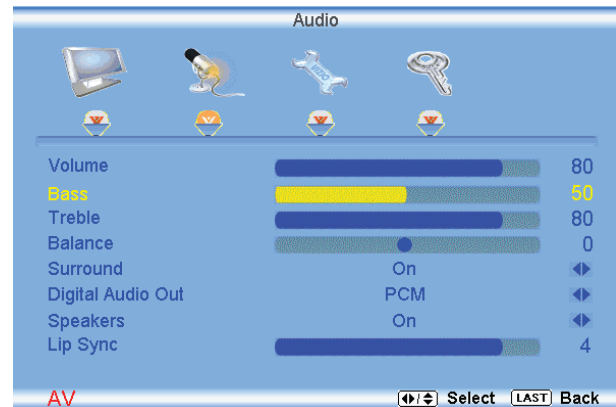 Audio
Volume 80
Bass 50
Treble 80
Balance 0
Surround On
Digital Audio Out PCM
Speakers On
Lip Sync 4
AV Select LAST Back